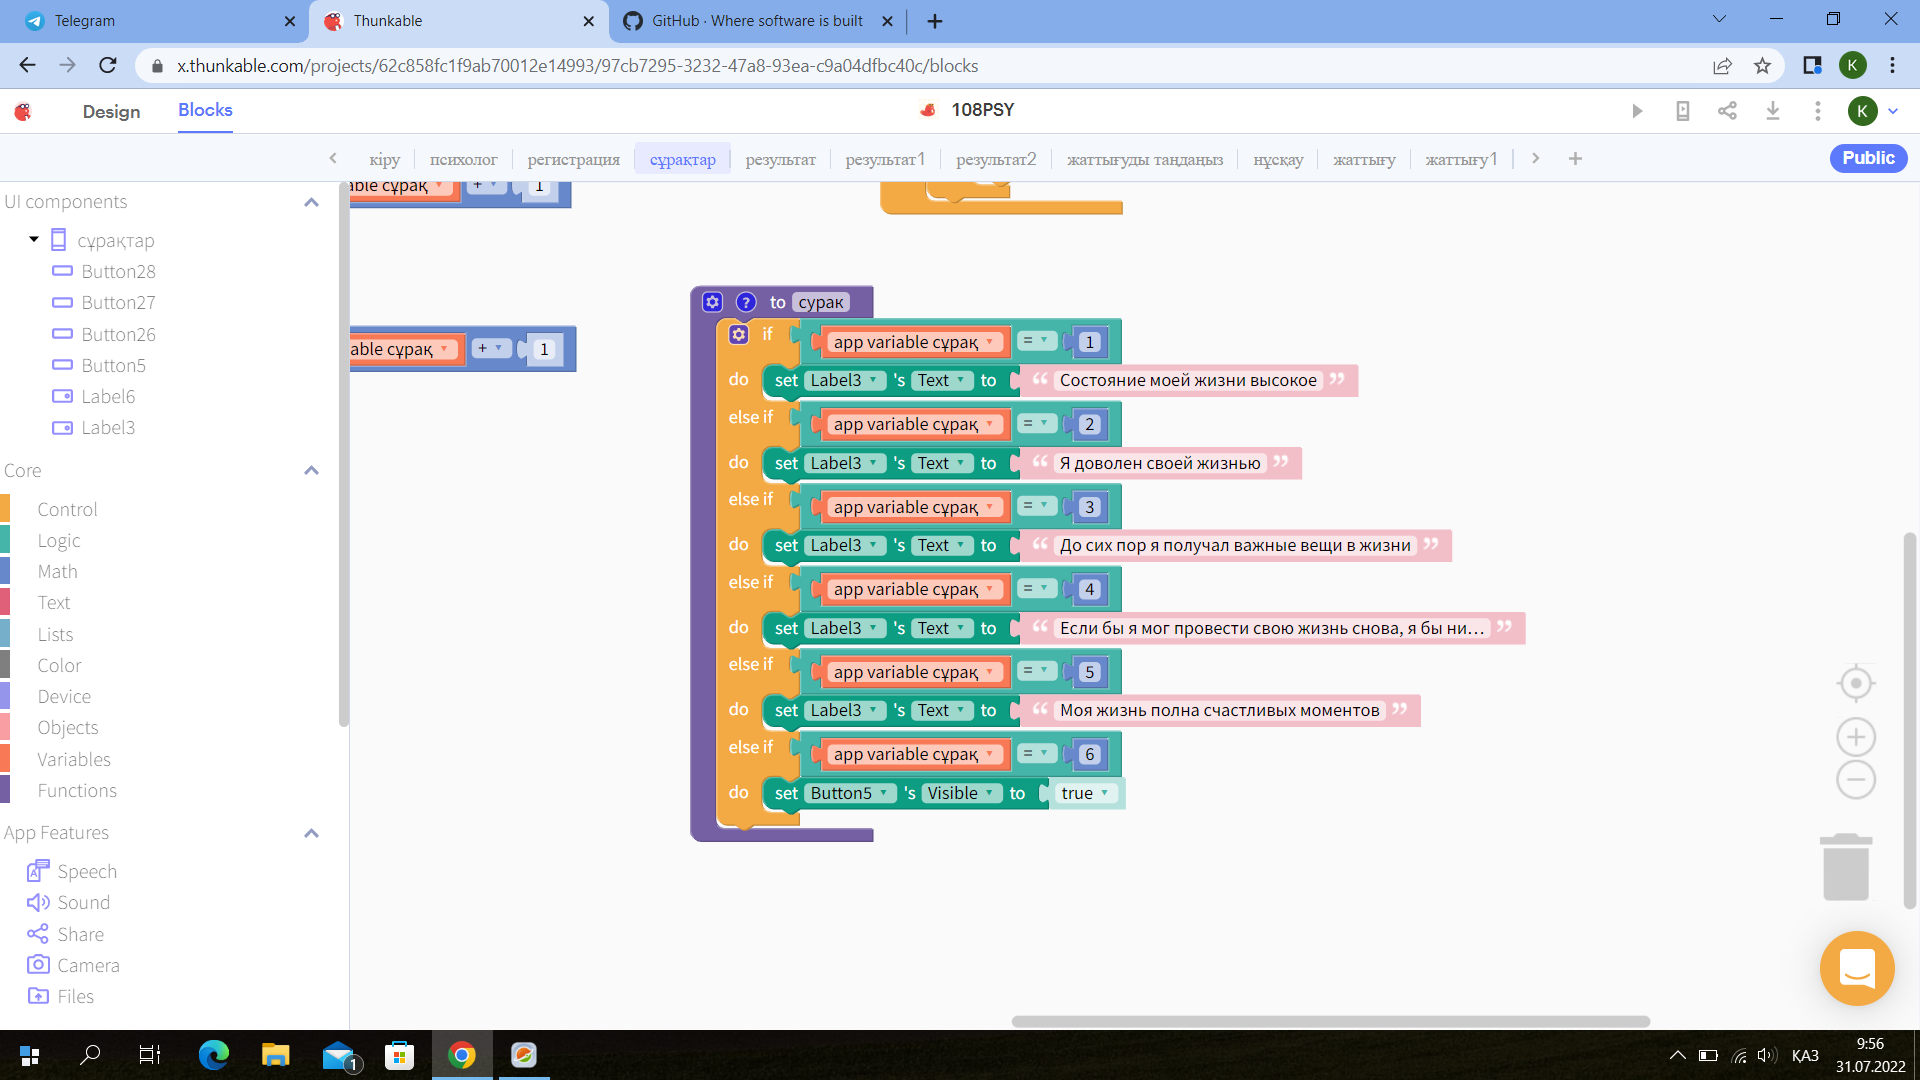 Telegram
Thunkable
GitHub · Where software is built
x.thunkable.com/projects/62c858fc1f9ab70012e14993/97cb7295-3232-47a8-93ea-c9a04dfbc40c/blocks
K
Design
Blocks
108PSY
K
кіру
психолог
регистрация
сұрақтар
результат
результат1
результат2
жаттығуды таңдаңыз
нұсқау
жаттығу
жаттығу1
Public
UI components
сұрақтар
Button28
Button27
Button26
Button5
Label6
Label3
Core
Control
Logic
Math
Text
Lists
Color
Device
Objects
Variables
Functions
App Features
Speech
Sound
Share
Camera
Files
able сұрақ + 1
able сұрақ + 1
? to сурак
if app variable сұрақ = 1
do set Label3 's Text to “ Состояние моей жизни высокое ”
else if app variable сұрақ = 2
do set Label3 's Text to “ Я доволен своей жизнью ”
else if app variable сұрақ = 3
do set Label3 's Text to “ До сих пор я получал важные вещи в жизни ”
else if app variable сұрақ = 4
do set Label3 's Text to “ Если бы я мог провести свою жизнь снова, я бы ни... ”
else if app variable сұрақ = 5
do set Label3 's Text to “ Моя жизнь полна счастливых моментов ”
else if app variable сұрақ = 6
do set Button5 's Visible to true
1
ҚАЗ
9:56
31.07.2022